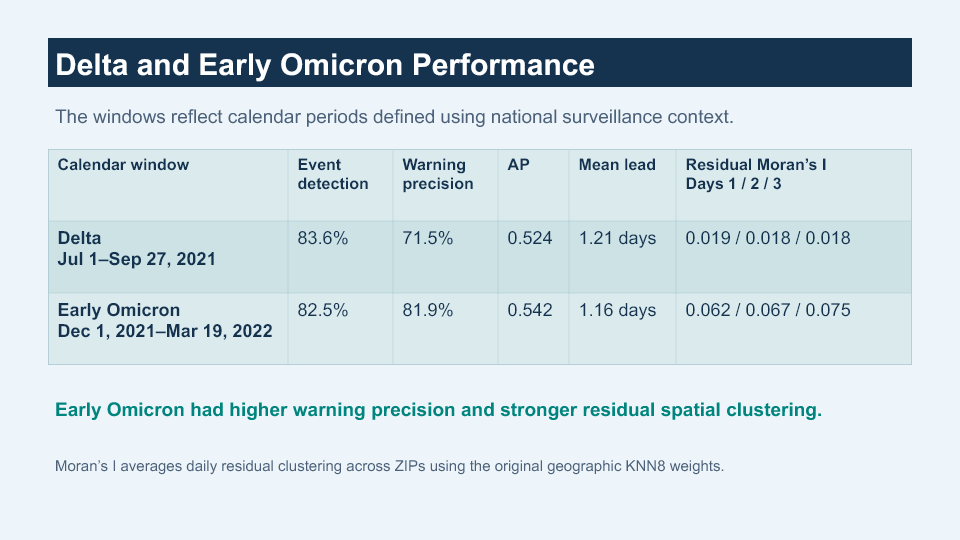 Delta and Early Omicron Performance
The windows reflect calendar periods defined using national surveillance context.
Calendar window
Event
detection
Warning
precision
AP
Mean lead
Residual Moran’s I
Days 1 / 2 / 3
Delta
Jul 1–Sep 27, 2021
83.6%
71.5%
0.524
1.21 days
0.019 / 0.018 / 0.018
Early Omicron
Dec 1, 2021–Mar 19, 2022
82.5%
81.9%
0.542
1.16 days
0.062 / 0.067 / 0.075
Early Omicron had higher warning precision and stronger residual spatial clustering.
Moran’s I averages daily residual clustering across ZIPs using the original geographic KNN8 weights.